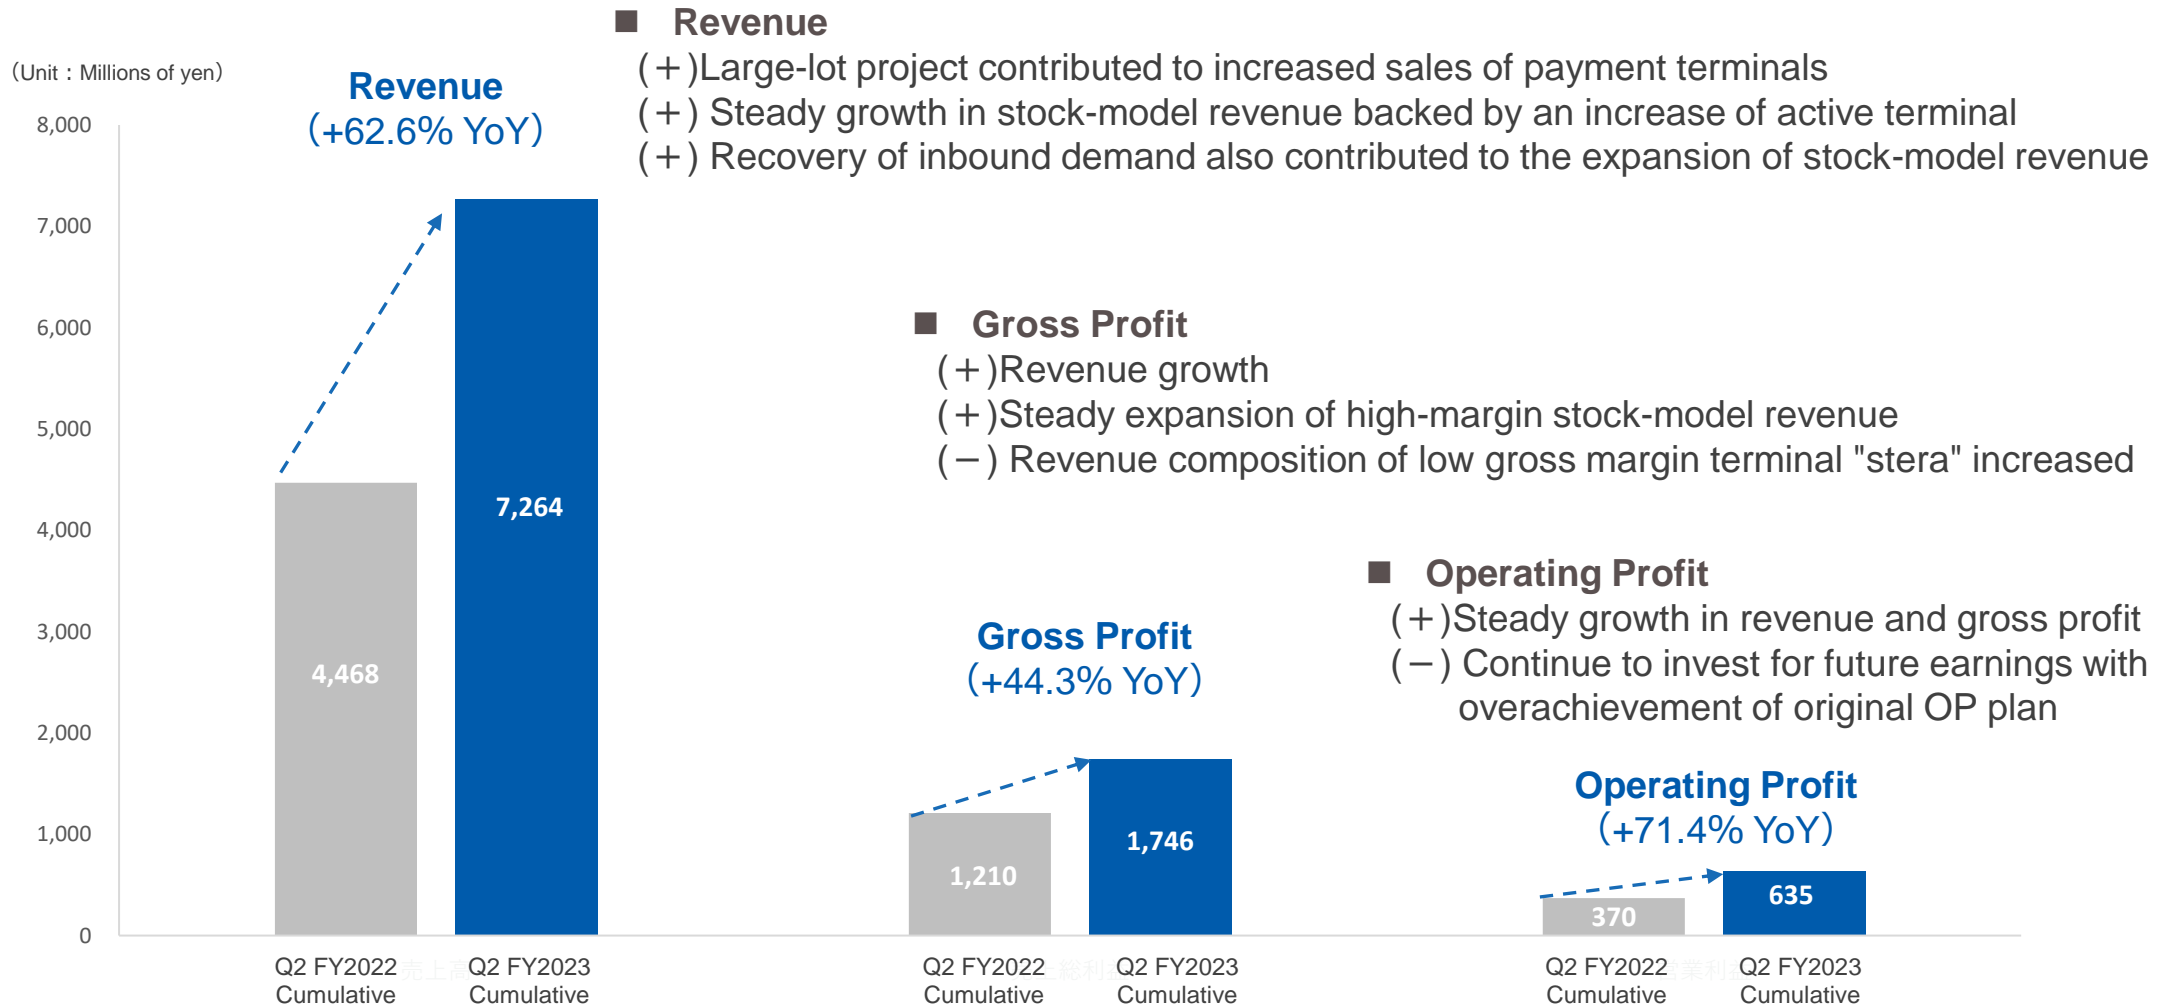 ■ Revenue
(＋)Large-lot project contributed to increased sales of payment terminals
(＋) Steady growth in stock-model revenue backed by an increase of active terminal
(＋) Recovery of inbound demand also contributed to the expansion of stock-model revenue
（Unit：Millions of yen）
Revenue
（+62.6% YoY）
8,000
7,000
6,000
5,000
4,000
3,000
2,000
1,000
0
4,468
7,264
■ Gross Profit
(＋)Revenue growth
(＋)Steady expansion of high-margin stock-model revenue
(－) Revenue composition of low gross margin terminal "stera" increased
Gross Profit
（+44.3% YoY）
1,210
1,746
■ Operating Profit
(＋)Steady growth in revenue and gross profit
(－) Continue to invest for future earnings with
overachievement of original OP plan
Operating Profit
（+71.4% YoY）
370
635
Q2 FY2022
Cumulative
売上高
Q2 FY2023
Cumulative
Q2 FY2022
Cumulative
Q2 FY2023
Cumulative
Q2 FY2022
Cumulative
Q2 FY2023
Cumulative